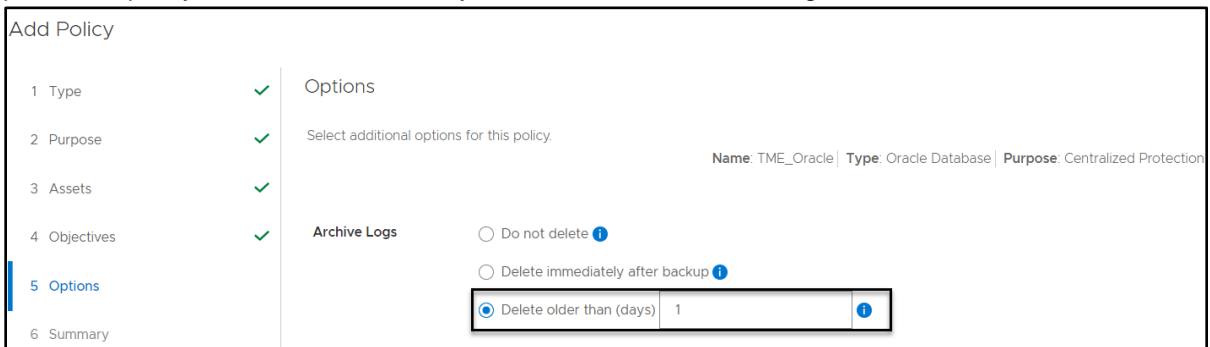 Add Policy
1 Type
2 Purpose
3 Assets
4 Objectives
5 Options
6 Summary
Options
Select additional options for this policy.
Name: TME_Oracle | Type: Oracle Database | Purpose: Centralized Protection
Archive Logs
Do not delete
Delete immediately after backup
Delete older than (days) 1